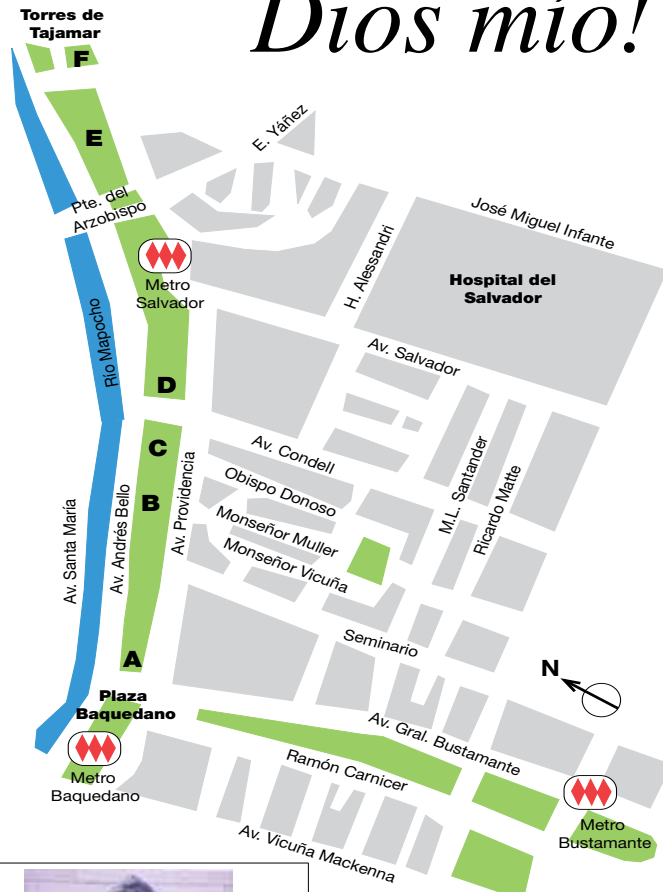 Dios mío!
Torres de
Tajamar
F
E
E. Yáñez
Pte. del
Arzobispo
José Miguel Infante
H. Alessandri
Metro
Salvador
Hospital del
Salvador
Río Mapocho
Av. Salvador
D
C
B
Av. Condell
Obispo Donoso
Monseñor Muller
Monseñor Vicuña
M.L. Santander
Ricardo Matte
Av. Santa María
Av. Andrés Bello
Av. Providencia
A
Seminario
N
Plaza
Baquedano
Metro
Baquedano
Av. Gral. Bustamante
Ramón Carnicer
Metro
Bustamante
Av. Vicuña Mackenna